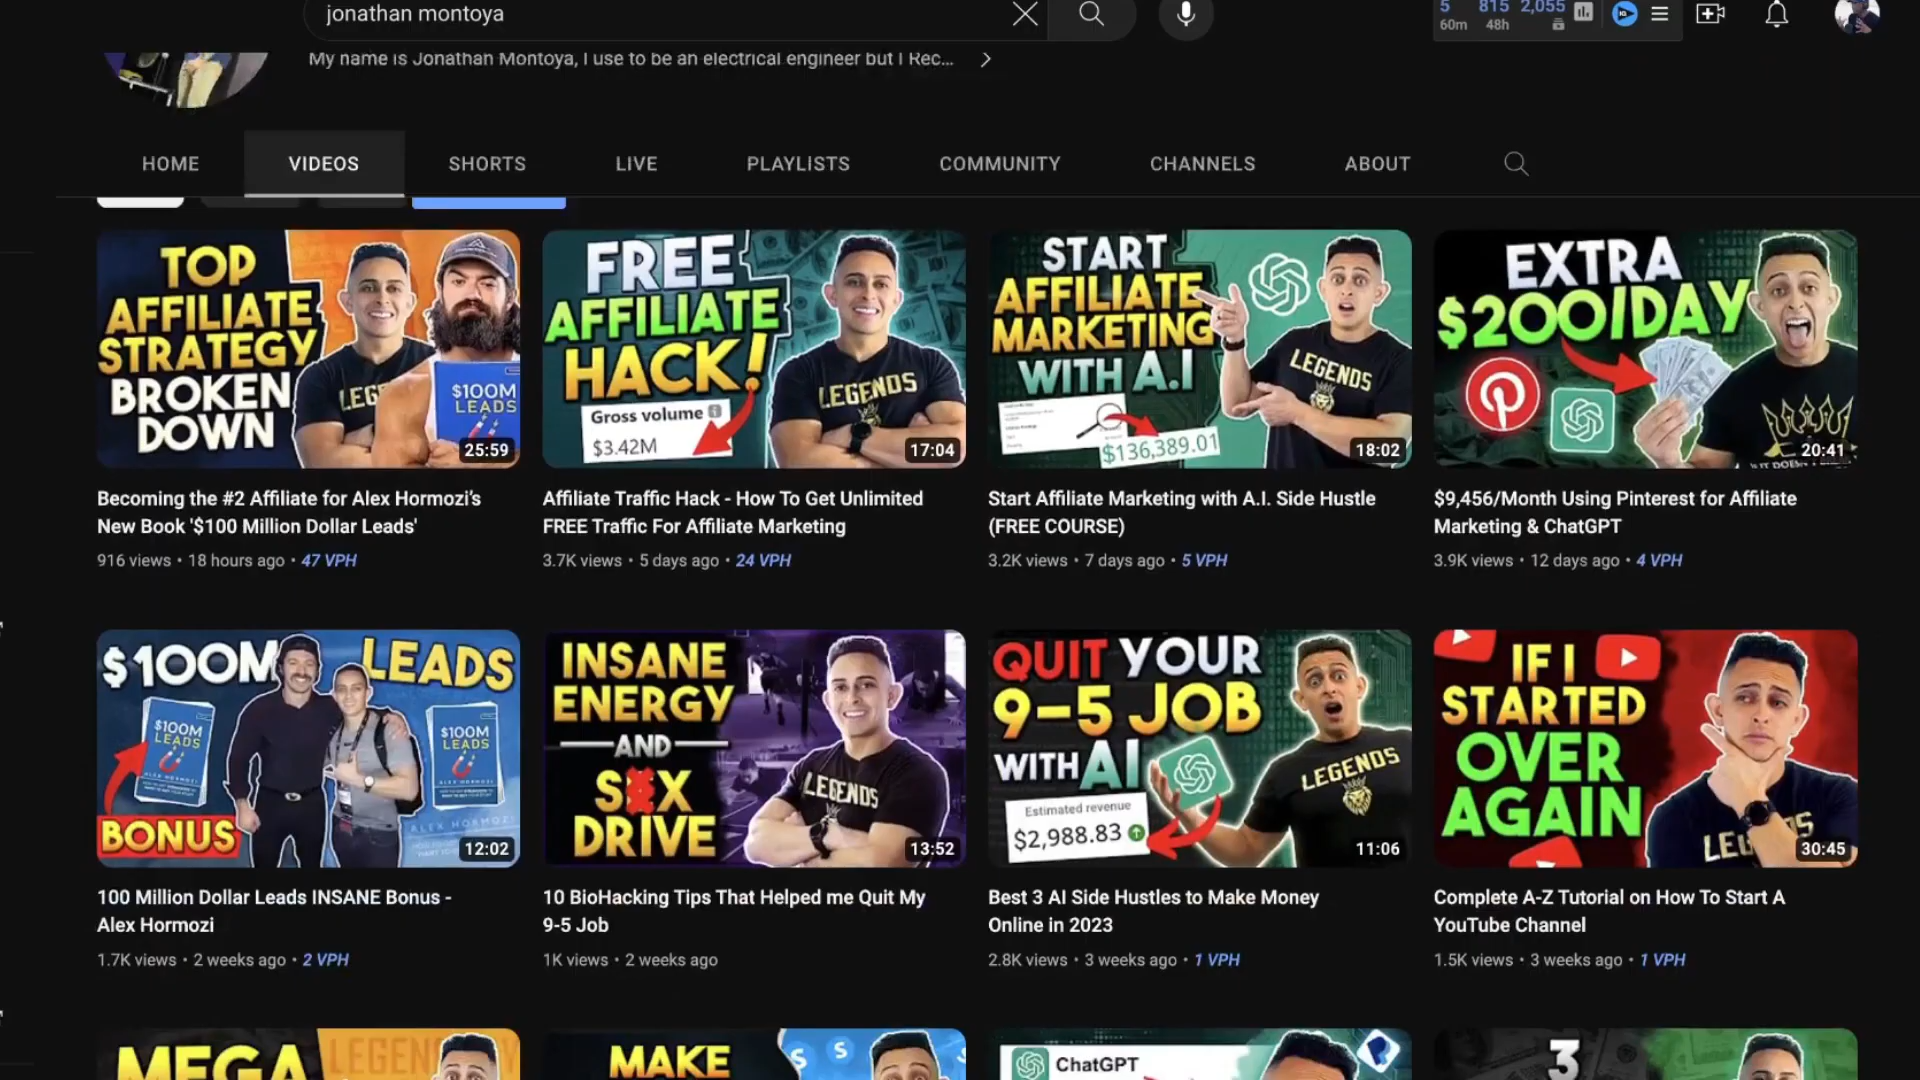 jonathan montoya
5 815 2,055
60m 48h
My name is Jonathan Montoya, I use to be an electrical engineer but I Rec...
HOME VIDEOS SHORTS LIVE PLAYLISTS COMMUNITY CHANNELS ABOUT
TOP
AFFILIATE
STRATEGY
BROKEN
DOWN
LEGE
$100M
LEADS
25:59
FREE
AFFILIATE
HACK!
Gross volume
$3.42M
LEGENDS
17:04
START
AFFILIATE
MARKETING
WITH A.I
$136,389.01
LEGENDS
18:02
EXTRA
$200/DAY
20:41
Becoming the #2 Affiliate for Alex Hormozi's
New Book '$100 Million Dollar Leads'
916 views • 18 hours ago • 47 VPH
Affiliate Traffic Hack - How To Get Unlimited
FREE Traffic For Affiliate Marketing
3.7K views • 5 days ago • 24 VPH
Start Affiliate Marketing with A.I. Side Hustle
(FREE COURSE)
3.2K views • 7 days ago • 5 VPH
$9,456/Month Using Pinterest for Affiliate
Marketing & ChatGPT
3.9K views • 12 days ago • 4 VPH
$100M LEADS
$100M
LEADS
ALEX HORMOZI
$100M
LEADS
ALEX HORMOZI
BONUS
12:02
INSANE
ENERGY
AND
S X
DRIVE
LEGENDS
13:52
QUIT YOUR
9-5 JOB
WITH AI
Estimated revenue
$2,988.83
LEGENDS
11:06
IF I
STARTED
OVER
AGAIN
30:45
100 Million Dollar Leads INSANE Bonus -
Alex Hormozi
1.7K views • 2 weeks ago • 2 VPH
10 BioHacking Tips That Helped me Quit My
9-5 Job
1K views • 2 weeks ago
Best 3 AI Side Hustles to Make Money
Online in 2023
2.8K views • 3 weeks ago • 1 VPH
Complete A-Z Tutorial on How To Start A
YouTube Channel
1.5K views • 3 weeks ago • 1 VPH
MEGA
LEGEN
MAKE
ChatGPT
3